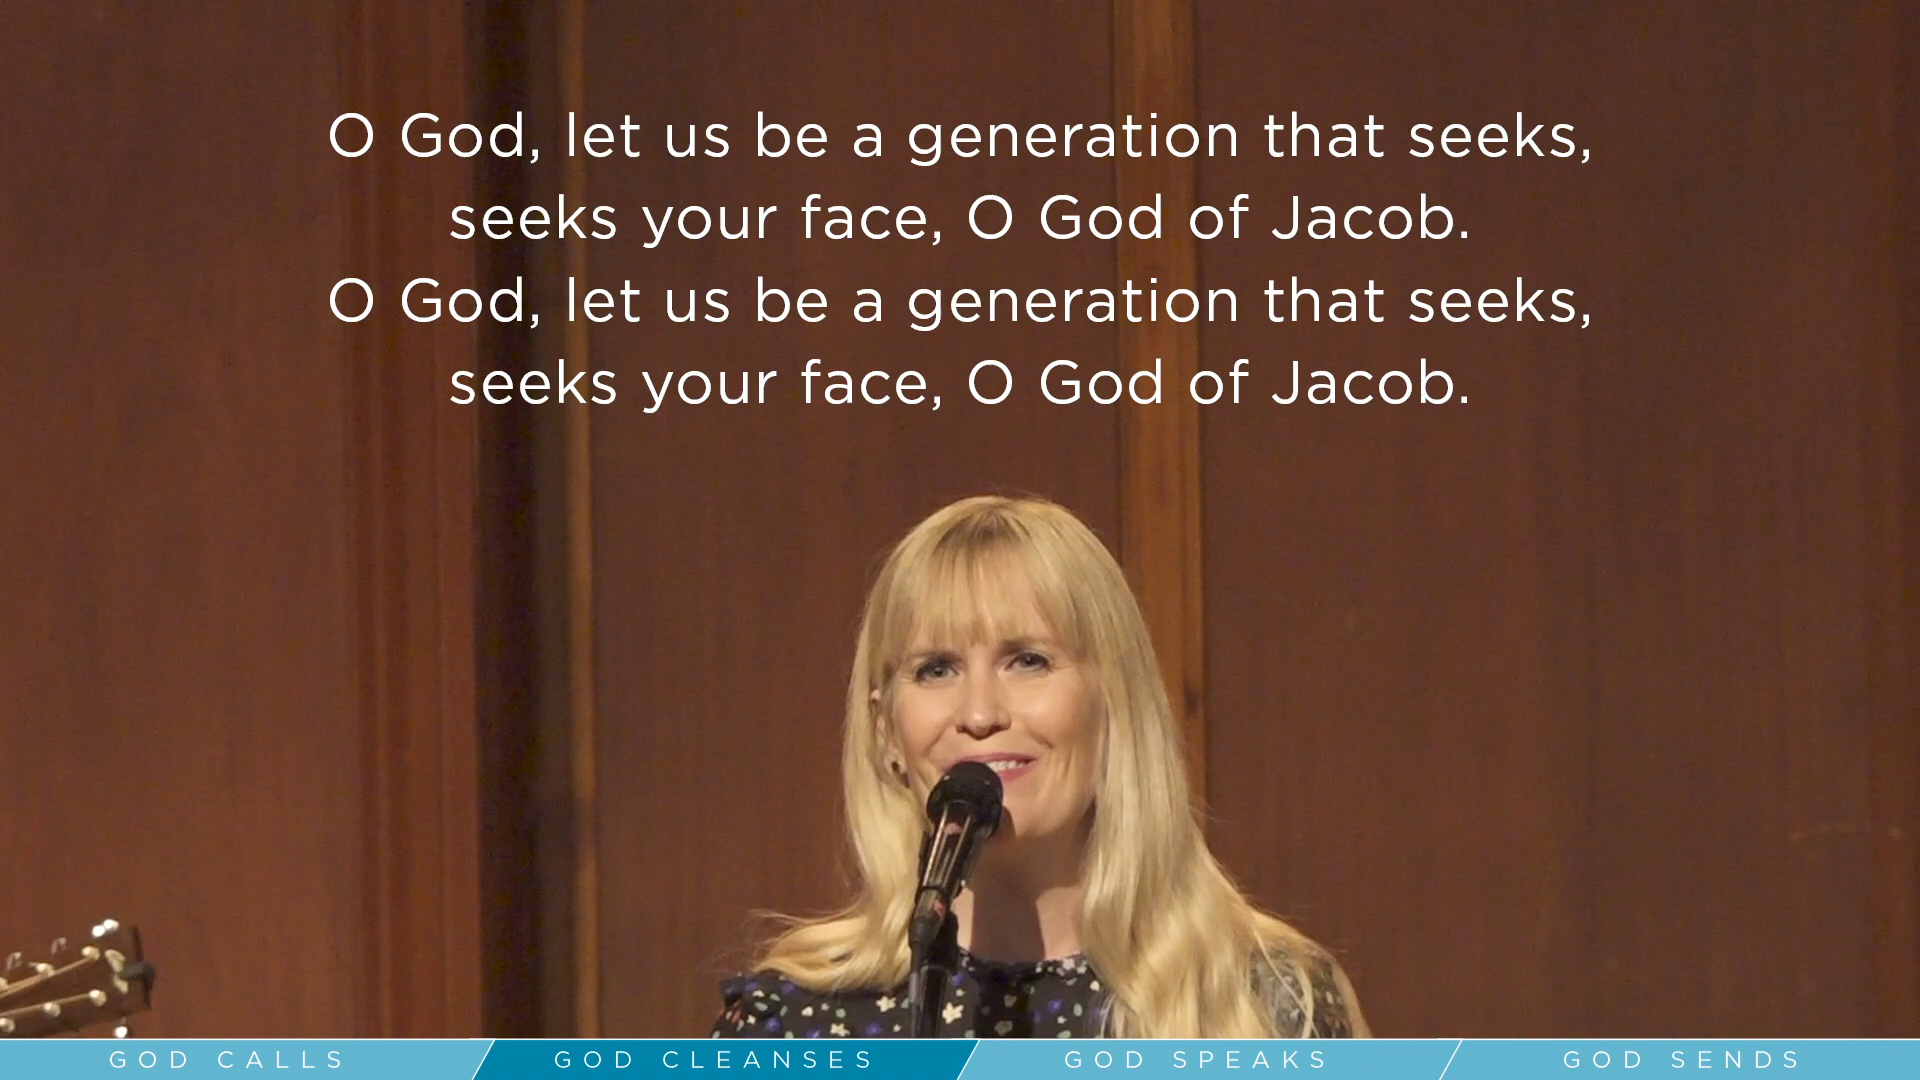 O God, let us be a generation that seeks,
seeks your face, O God of Jacob.
O God, let us be a generation that seeks,
seeks your face, O God of Jacob.
GOD CALLS
GOD CLEANSES
GOD SPEAKS
GOD SENDS